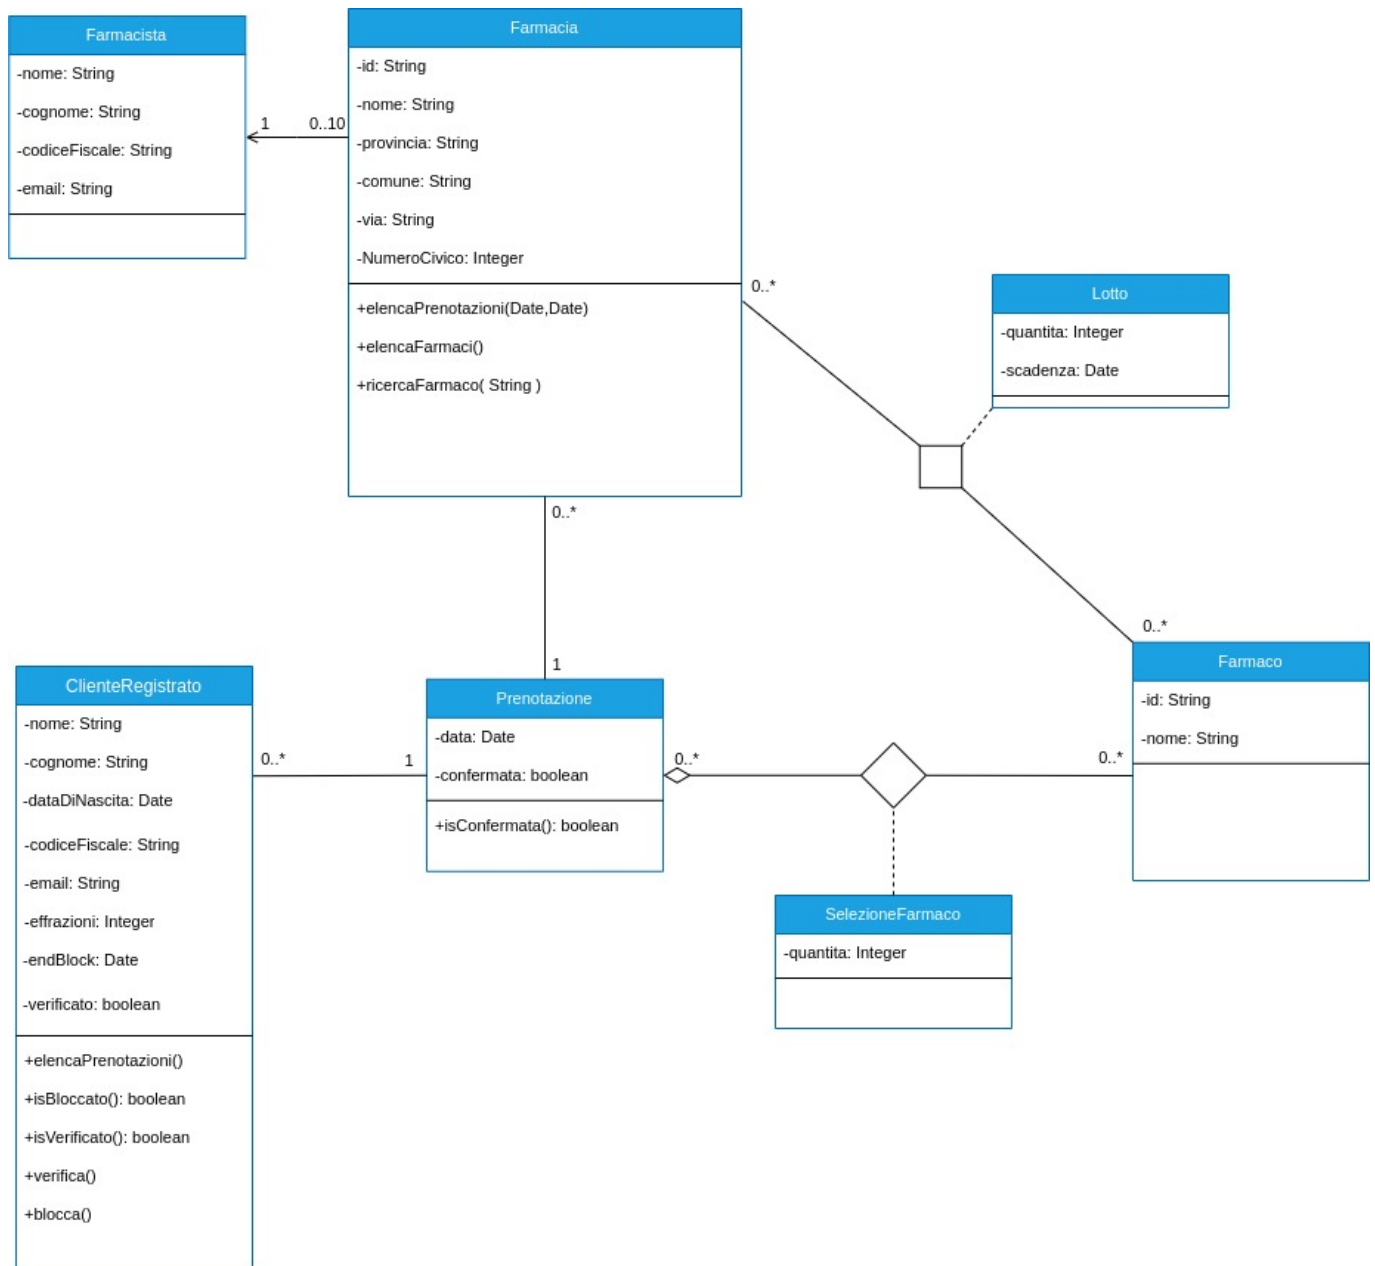 Farmacista
-nome: String
-cognome: String
-codiceFiscale: String
-email: String
1
0..10
Farmacia
-id: String
-nome: String
-provincia: String
-comune: String
-via: String
-NumeroCivico: Integer
+elencaPrenotazioni(Date,Date)
+elencaFarmaci()
+ricercaFarmaco( String )
0..*
Lotto
-quantita: Integer
-scadenza: Date
0..*
0..*
1
Farmaco
-id: String
-nome: String
ClienteRegistrato
-nome: String
-cognome: String
-dataDiNascita: Date
-codiceFiscale: String
-email: String
-effrazioni: Integer
-endBlock: Date
-verificato: boolean
+elencaPrenotazioni()
+isBloccato(): boolean
+isVerificato(): boolean
+verifica()
+blocca()
0..*
1
Prenotazione
-data: Date
-confermata: boolean
+isConfermata(): boolean
0..*
0..*
SelezioneFarmaco
-quantita: Integer